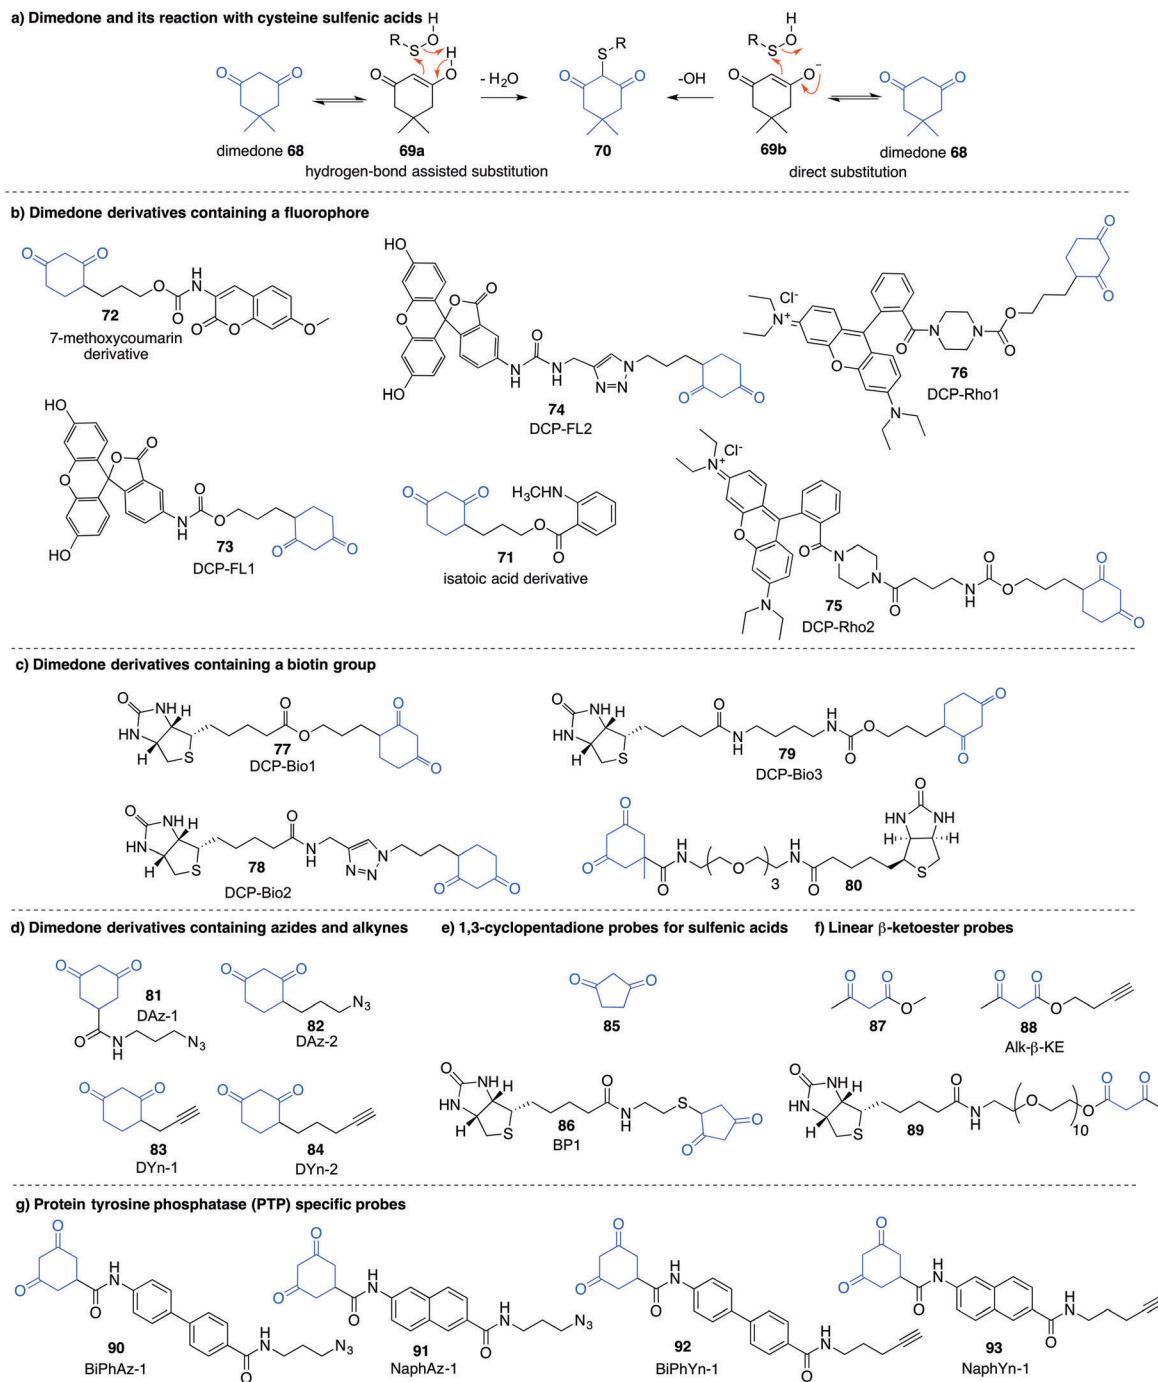 a) Dimedone and its reaction with cysteine sulfenic acids
dimedone 68
69a
hydrogen-bond assisted substitution
- H₂O
70
-OH
69b
direct substitution
dimedone 68
b) Dimedone derivatives containing a fluorophore
72
7-methoxycoumarin
derivative
74
DCP-FL2
76
DCP-Rho1
73
DCP-FL1
71
isatoic acid derivative
75
DCP-Rho2
c) Dimedone derivatives containing a biotin group
77
DCP-Bio1
79
DCP-Bio3
78
DCP-Bio2
80
d) Dimedone derivatives containing azides and alkynes
81
DAz-1
82
DAz-2
83
DYn-1
84
DYn-2
e) 1,3-cyclopentadione probes for sulfenic acids
85
86
BP1
f) Linear β-ketoester probes
87
88
Alk-β-KE
89
g) Protein tyrosine phosphatase (PTP) specific probes
90
BiPhAz-1
91
NaphAz-1
92
BiPhYn-1
93
NaphYn-1